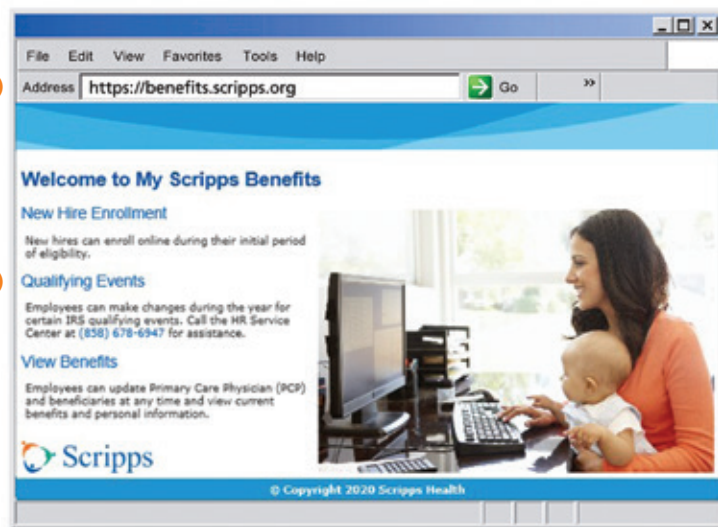 File Edit View Favorites Tools Help
Address https://benefits.scripps.org Go »
Welcome to My Scripps Benefits
New Hire Enrollment
New hires can enroll online during their initial period
of eligibility.
Qualifying Events
Employees can make changes during the year for
certain IRS qualifying events. Call the HR Service
Center at (858) 678-6947 for assistance.
View Benefits
Employees can update Primary Care Physician (PCP)
and beneficiaries at any time and view current
benefits and personal information.
Scripps
© Copyright 2020 Scripps Health